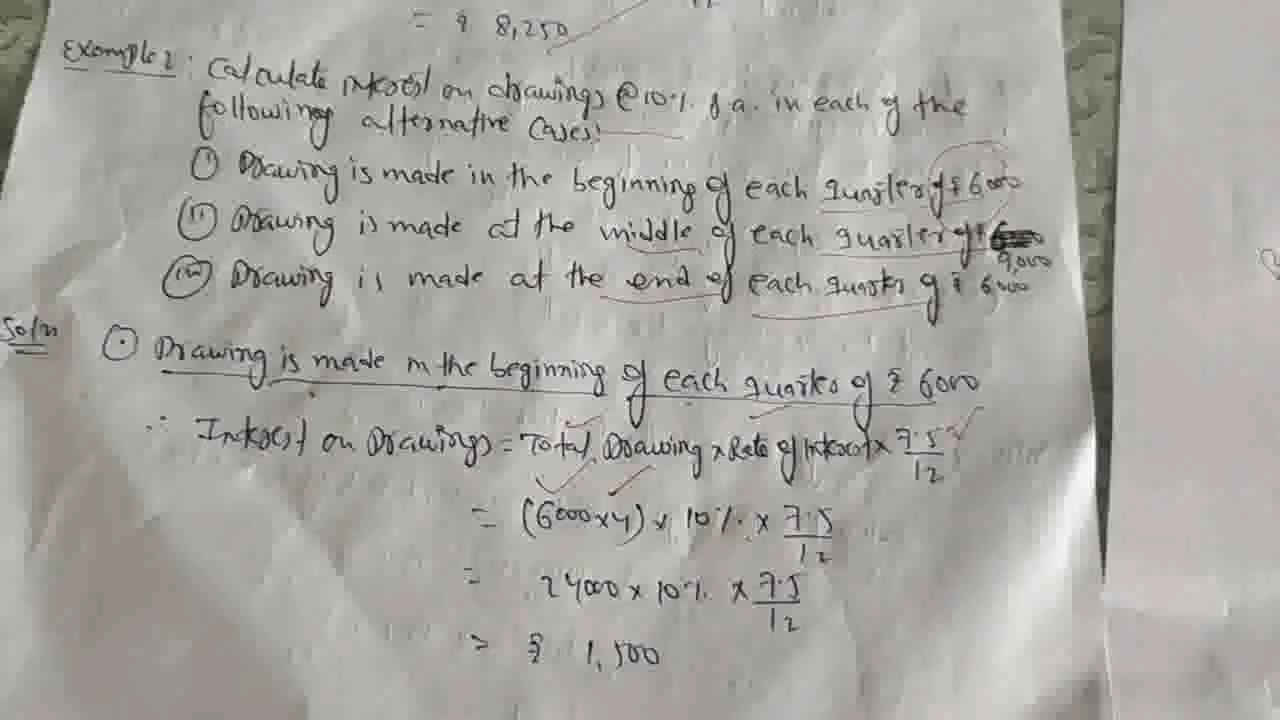 = ₹ 8,250
Example 2: Calculate interest on drawings @ 10% p.a. in each of the
following alternative cases:
(i) Drawing is made in the beginning of each quarter of ₹ 6000
(ii) Drawing is made at the middle of each quarter of ₹ 9,000
(iii) Drawing is made at the end of each quarter of ₹ 6,000
Soln
(i) Drawing is made in the beginning of each quarter of ₹ 6000
∴ Interest on Drawings = Total Drawing x Rate of Interest x 7.5/12
= (6000x4) x 10% x 7.5/12
= 24000 x 10% x 7.5/12
= ₹ 1,500